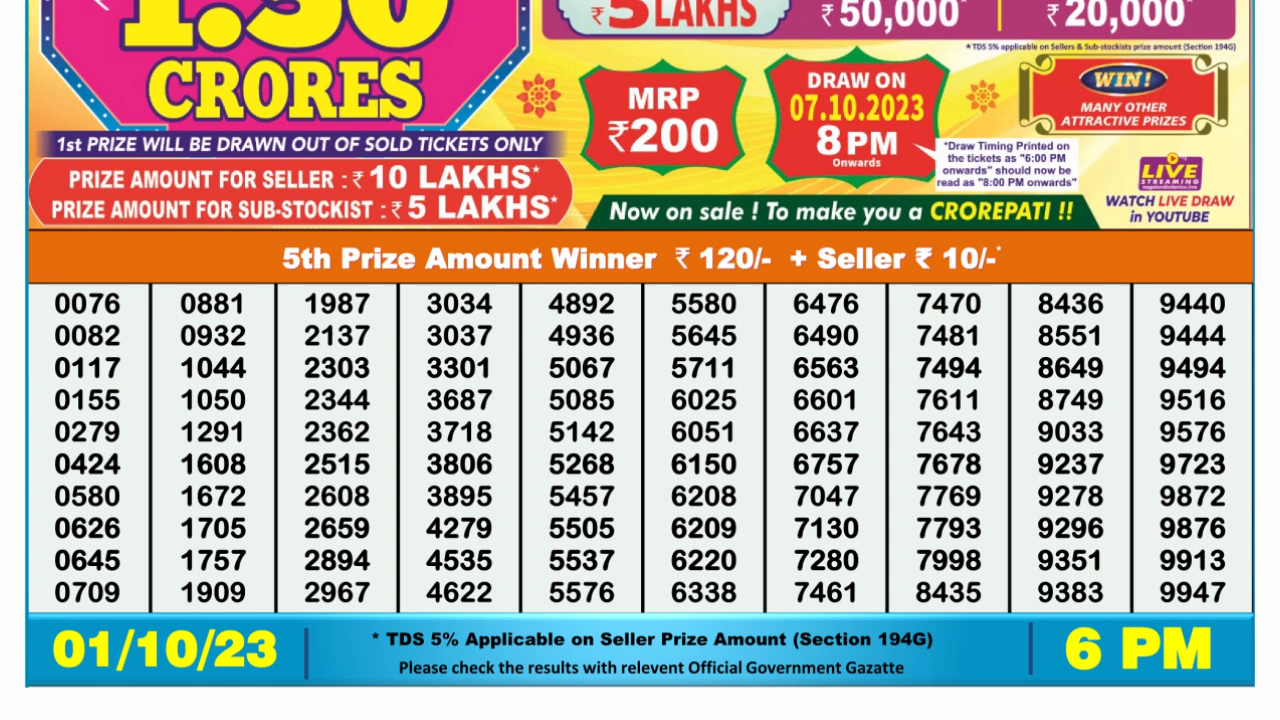 1.50
CRORES
1st PRIZE WILL BE DRAWN OUT OF SOLD TICKETS ONLY
PRIZE AMOUNT FOR SELLER : ₹ 10 LAKHS*
PRIZE AMOUNT FOR SUB-STOCKIST : ₹ 5 LAKHS*
₹5 LAKHS
₹ 50,000*
₹ 20,000*
*TDS 5% applicable on Sellers & Sub-stockists prize amount (Section 194G)
MRP
₹200
DRAW ON
07.10.2023
8 PM
Onwards
*Draw Timing Printed on
the tickets as "6:00 PM
onwards" should now be
read as "8:00 PM onwards"
WIN!
MANY OTHER
ATTRACTIVE PRIZES
LIVE
STREAMING
WATCH LIVE DRAW
in YOUTUBE
Now on sale ! To make you a CROREPATI !!
5th Prize Amount Winner ₹ 120/- + Seller ₹ 10/-*
0076 0881 1987 3034 4892 5580 6476 7470 8436 9440
0082 0932 2137 3037 4936 5645 6490 7481 8551 9444
0117 1044 2303 3301 5067 5711 6563 7494 8649 9494
0155 1050 2344 3687 5085 6025 6601 7611 8749 9516
0279 1291 2362 3718 5142 6051 6637 7643 9033 9576
0424 1608 2515 3806 5268 6150 6757 7678 9237 9723
0580 1672 2608 3895 5457 6208 7047 7769 9278 9872
0626 1705 2659 4279 5505 6209 7130 7793 9296 9876
0645 1757 2894 4535 5537 6220 7280 7998 9351 9913
0709 1909 2967 4622 5576 6338 7461 8435 9383 9947
01/10/23
* TDS 5% Applicable on Seller Prize Amount (Section 194G)
Please check the results with relevent Official Government Gazatte
6 PM